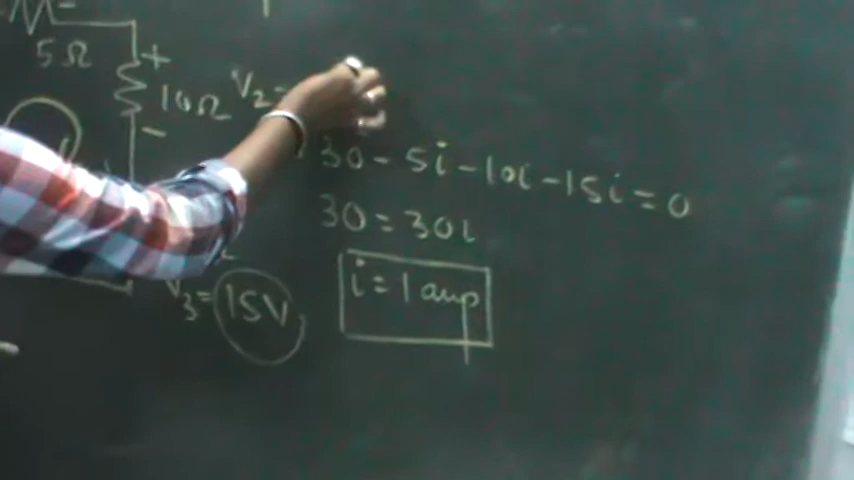 5Ω
10Ω V2=
30 - 5i - 10i - 15i = 0
30 = 30i
V3= 15V
i = 1 amp